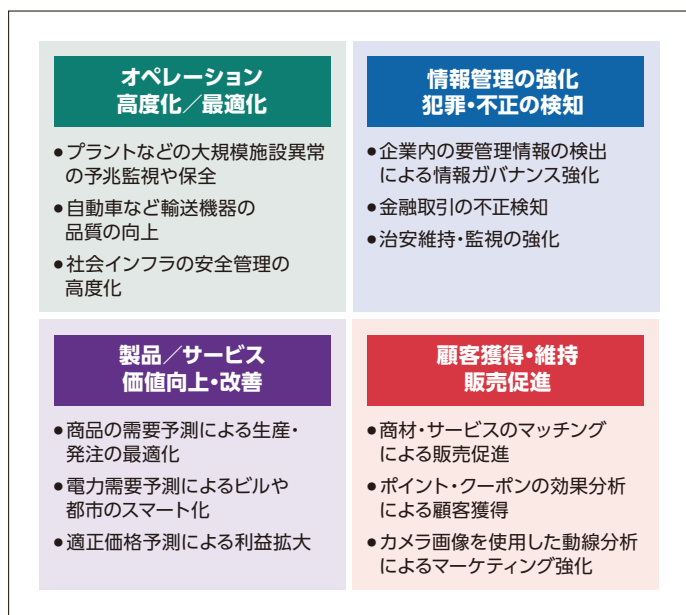 オペレーション
高度化／最適化
●プラントなどの大規模施設異常
の予兆監視や保全
●自動車など輸送機器の
品質の向上
●社会インフラの安全管理の
高度化
情報管理の強化
犯罪・不正の検知
●企業内の要管理情報の検出
による情報ガバナンス強化
●金融取引の不正検知
●治安維持・監視の強化
製品／サービス
価値向上・改善
●商品の需要予測による生産・
発注の最適化
●電力需要予測によるビルや
都市のスマート化
●適正価格予測による利益拡大
顧客獲得・維持
販売促進
●商材・サービスのマッチング
による販売促進
●ポイント・クーポンの効果分析
による顧客獲得
●カメラ画像を使用した動線分析
によるマーケティング強化